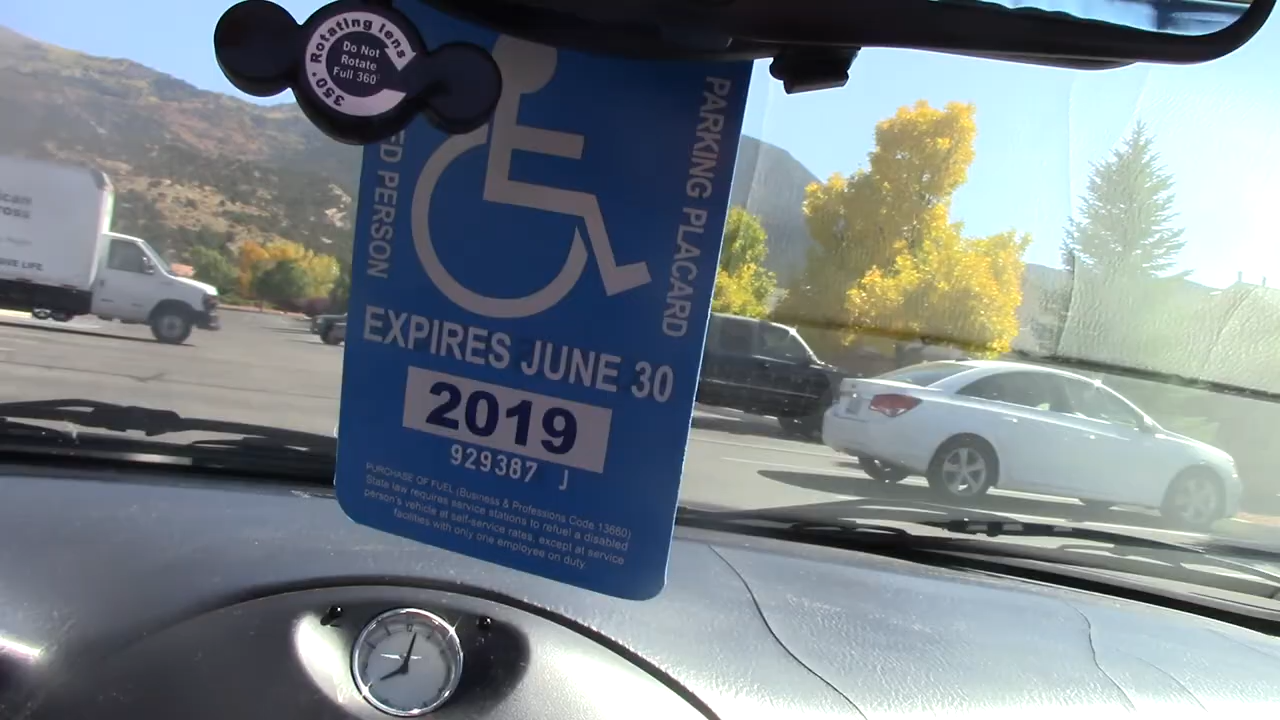 350° Rotating lens
Do Not
Rotate
Full 360°
PERSON
PARKING PLACARD
EXPIRES JUNE 30
2019
929387 J
PURCHASE OF FUEL (Business & Professions Code 13660)
State law requires service stations to refuel a disabled
person's vehicle at self-service rates, except at service
facilities with only one employee on duty
LIFE